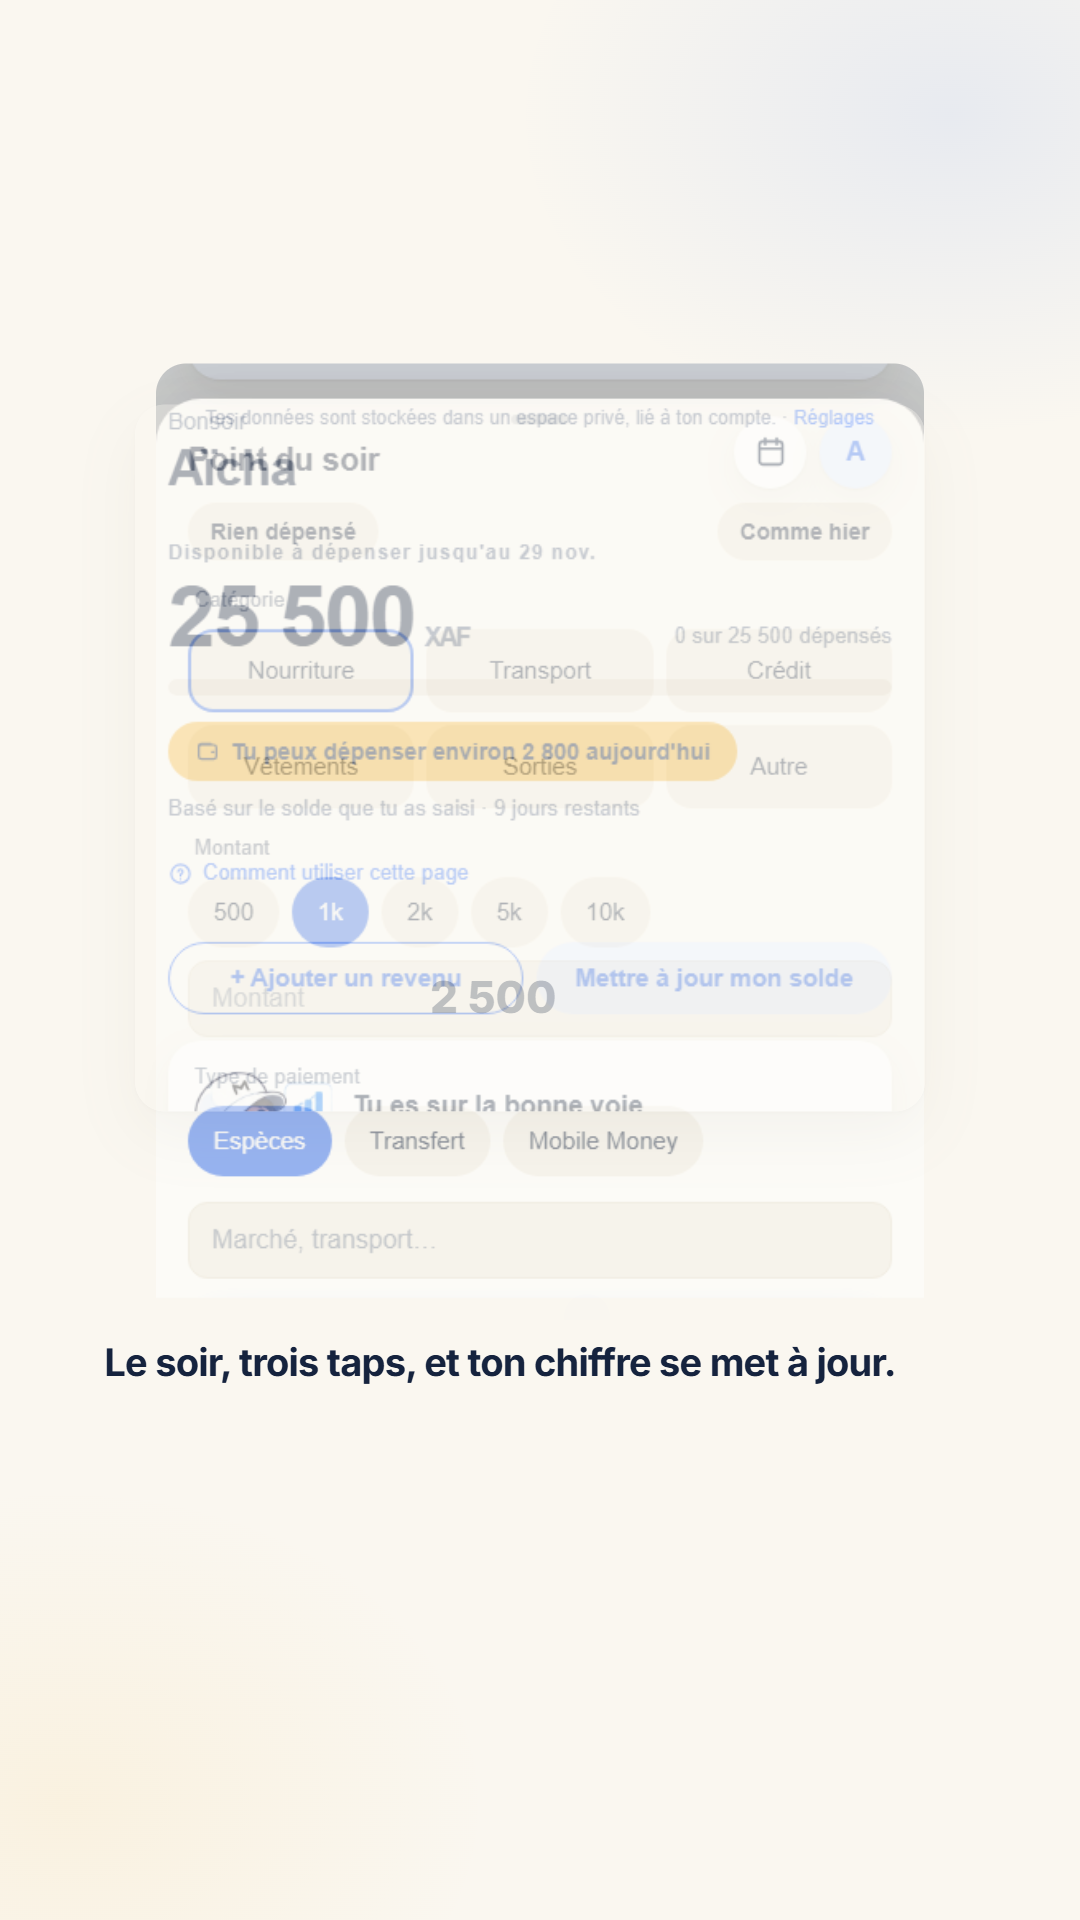 Tes données sont stockées dans un espace privé, lié à ton compte. · Réglages
Bonsoir
Aïcha
Point du soir
A
Rien dépensé
Comme hier
Disponible à dépenser jusqu'au 29 nov.
Catégorie
25 500 XAF
0 sur 25 500 dépensés
Nourriture
Transport
Crédit
Tu peux dépenser environ 2 800 aujourd'hui
Vêtements
Sorties
Autre
Basé sur le solde que tu as saisi · 9 jours restants
Montant
Comment utiliser cette page
500
1k
2k
5k
10k
+ Ajouter un revenu
Mettre à jour mon solde
Montant
2 500
Type de paiement
M
Tu es sur la bonne voie
Espèces
Transfert
Mobile Money
Marché, transport…
Le soir, trois taps, et ton chiffre se met à jour.